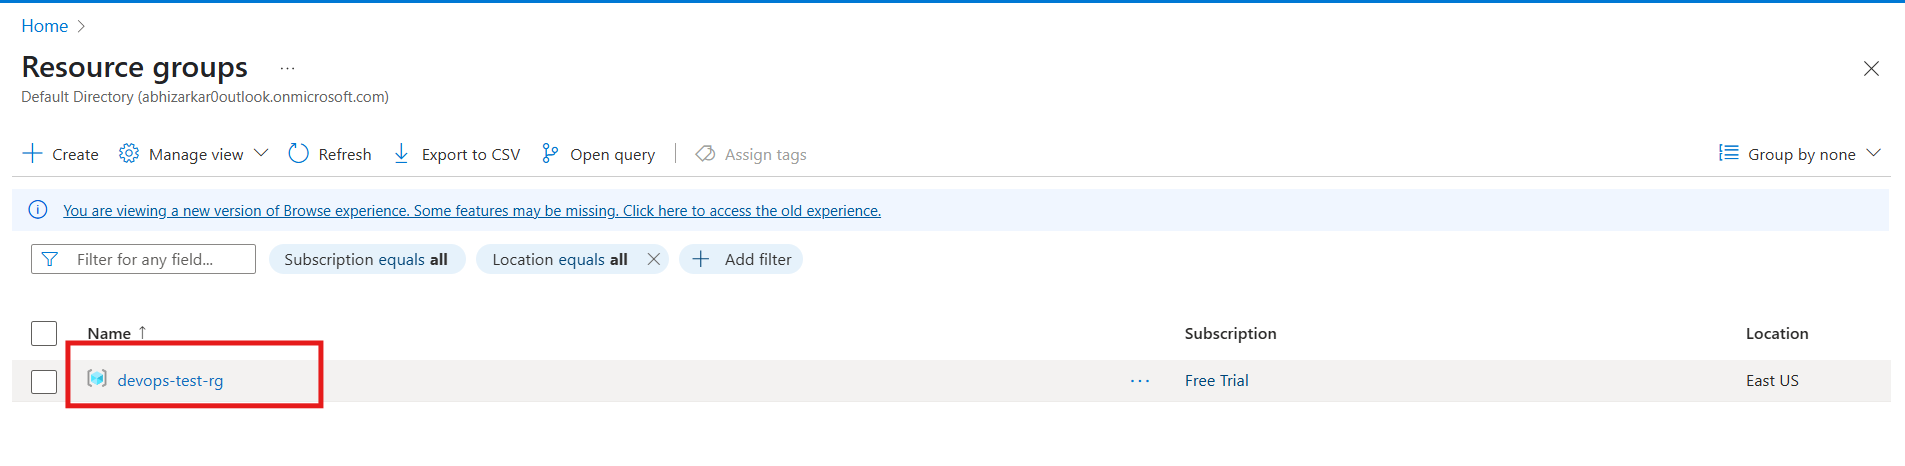 Home >
Resource groups ...
Default Directory (abhizarkar0outlook.onmicrosoft.com)
+ Create Manage view Refresh Export to CSV Open query | Assign tags Group by none
You are viewing a new version of Browse experience. Some features may be missing. Click here to access the old experience.
Filter for any field... Subscription equals all Location equals all × + Add filter
Name ↑ Subscription Location
devops-test-rg ... Free Trial East US